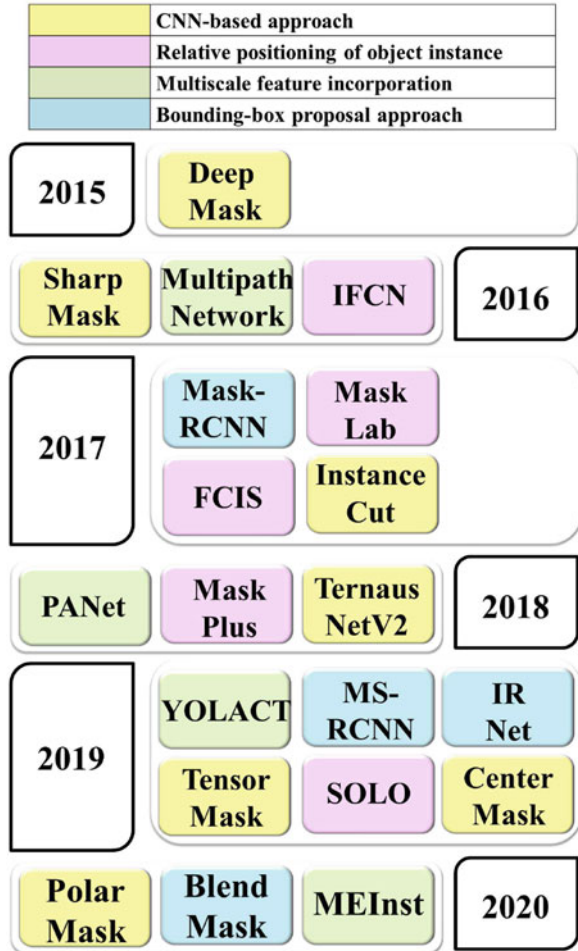 CNN-based approach
Relative positioning of object instance
Multiscale feature incorporation
Bounding-box proposal approach
2015
Deep
Mask
Sharp
Mask
Multipath
Network
IFCN
2016
2017
Mask-
RCNN
Mask
Lab
FCIS
Instance
Cut
PANet
Mask
Plus
Ternaus
NetV2
2018
2019
YOLACT
MS-
RCNN
IR
Net
Tensor
Mask
SOLO
Center
Mask
Polar
Mask
Blend
Mask
MEInst
2020